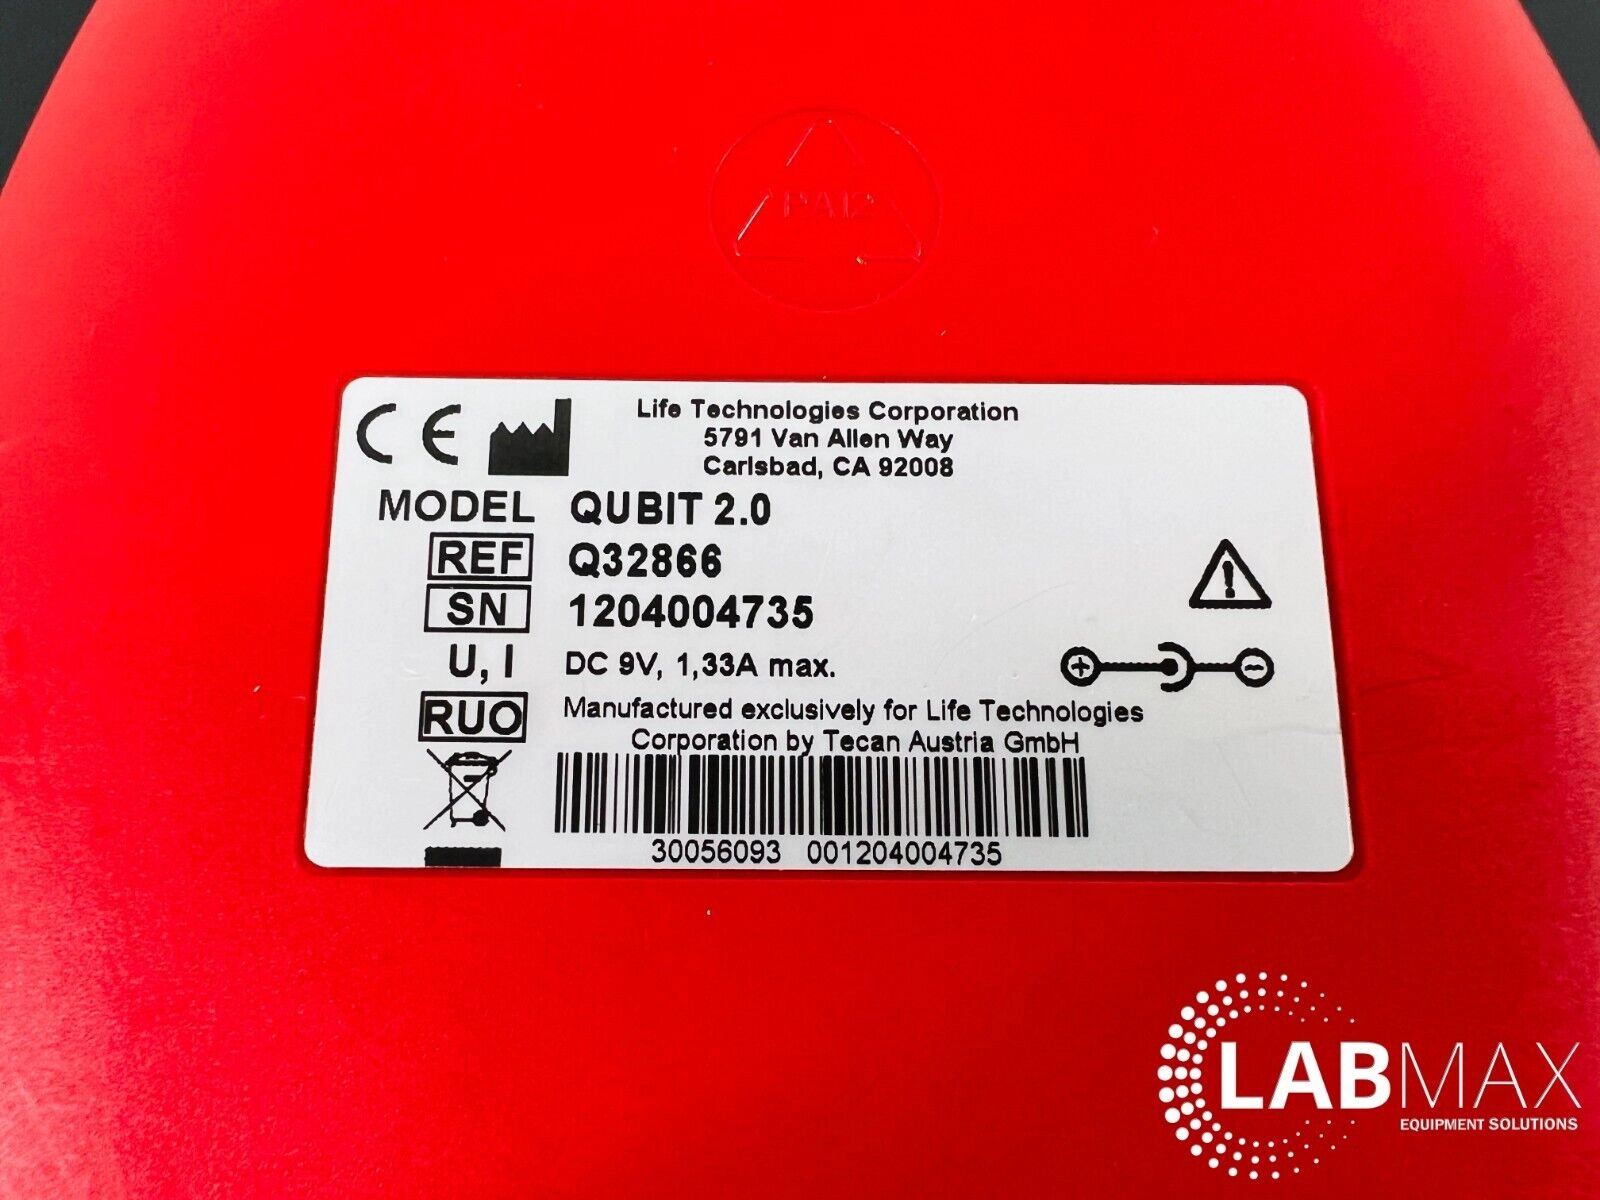 PA12
Life Technologies Corporation
5791 Van Allen Way
Carlsbad, CA 92008
CE
MODEL QUBIT 2.0
REF Q32866
SN 1204004735
U, I DC 9V, 1,33A max.
RUO Manufactured exclusively for Life Technologies
Corporation by Tecan Austria GmbH
30056093 001204004735
LABMAX
EQUIPMENT SOLUTIONS